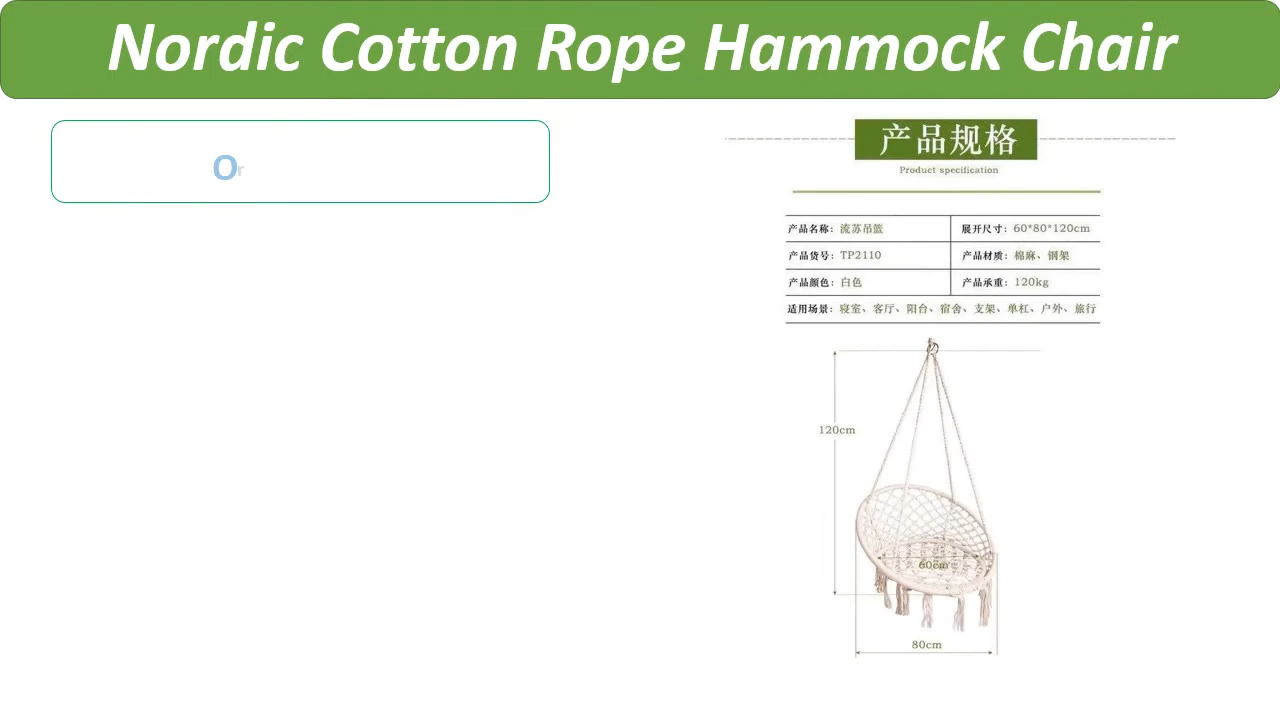 Nordic Cotton Rope Hammock Chair
Or
产品规格
Product specification
产品名称: 流苏吊篮 展开尺寸: 60*80*120cm
产品货号: TP2110 产品材质: 棉麻、钢架
产品颜色: 白色 产品承重: 120kg
适用场景: 寝室、客厅、阳台、宿舍、支架、单杠、户外、旅行
120cm
60cm
80cm